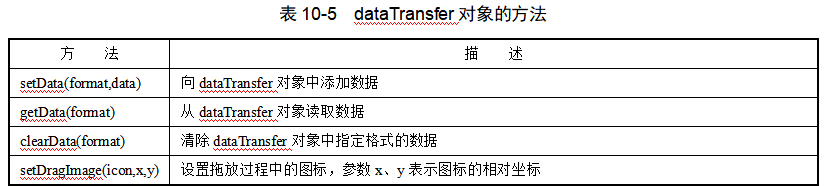 表 10-5 dataTransfer 对象的方法
方 法 描 述
setData(format,data) 向 dataTransfer 对象中添加数据
getData(format) 从 dataTransfer 对象读取数据
clearData(format) 清除 dataTransfer 对象中指定格式的数据
setDragImage(icon,x,y) 设置拖放过程中的图标，参数 x、y 表示图标的相对坐标